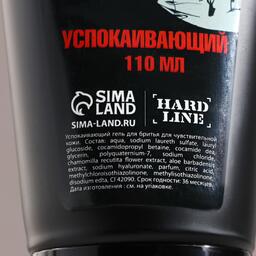 УСПОКАИВАЮЩИЙ
110 МЛ
SIMA
LAND
SIMA-LAND.RU
HARD
LINE
Успокаивающий гель для бритья для чувствительной
кожи. Состав: aqua, sodium laureth sulfate, lauryl
glucoside, cocamidopropyl betaine, cocamide dea,
glycerin, polyquaternium-7, sodium chloride,
chamomilla recutita flower extract, aloe barbadensis
extract, sodium hyaluronate, parfum, citric acid,
methylchloroisothiazolinone, methylisothiazolinone,
disodium edta, CI 42090. Срок годности: 36 месяцев.
Дата изготовления: см. на упаковке.